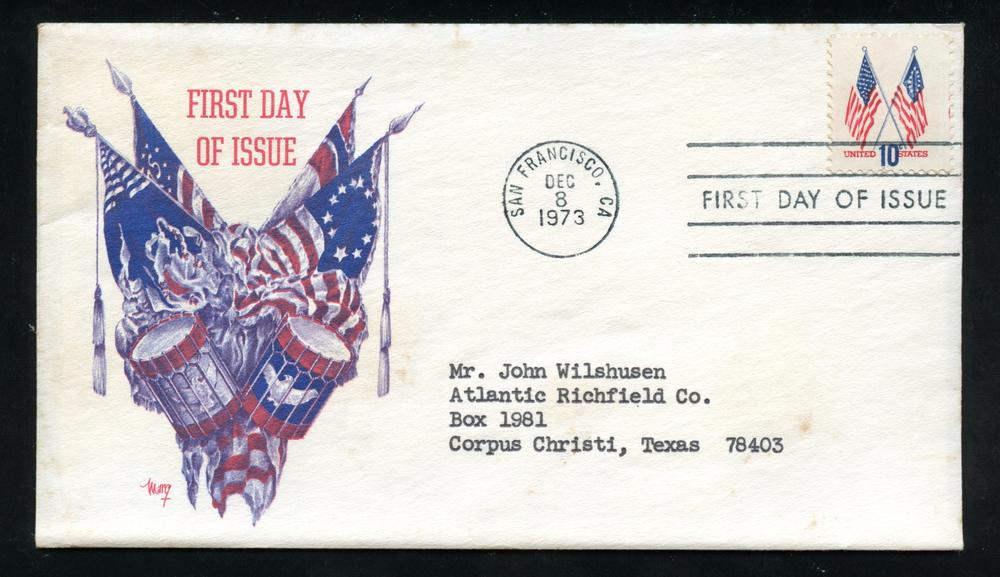 FIRST DAY
OF ISSUE
UNITED 10¢ STATES
SAN FRANCISCO, CA
DEC
8
1973
FIRST DAY OF ISSUE
Mr. John Wilshusen
Atlantic Richfield Co.
Box 1981
Corpus Christi, Texas 78403